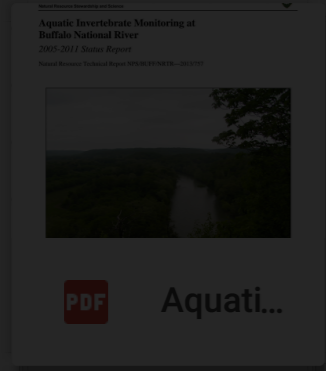 Aquatic Invertebrate Monitoring at
Buffalo National River
2005-2011 Status Report
PDF
Aquati...